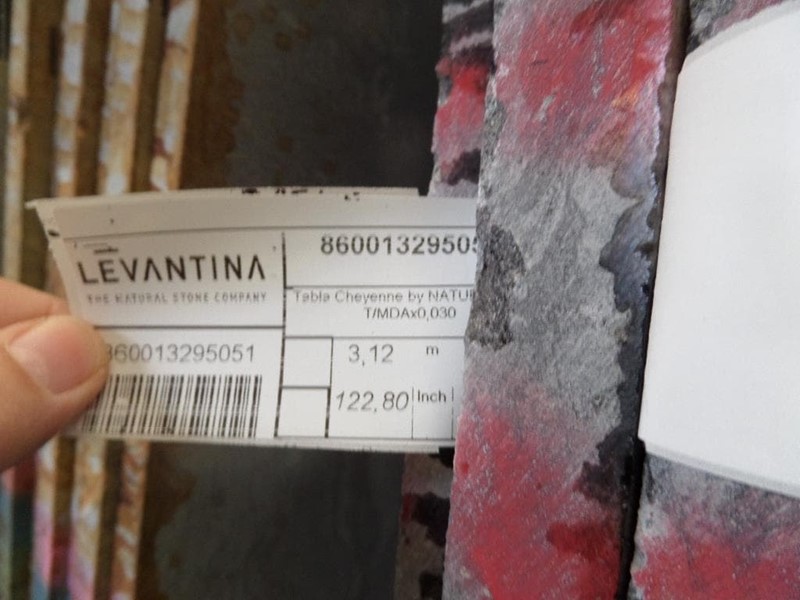 LEVANTINA
THE NATURAL STONE COMPANY
860013295051
8600132950
Tabla Cheyenne by NATU
T/MDAx0,030
3,12 m
122,80 Inch